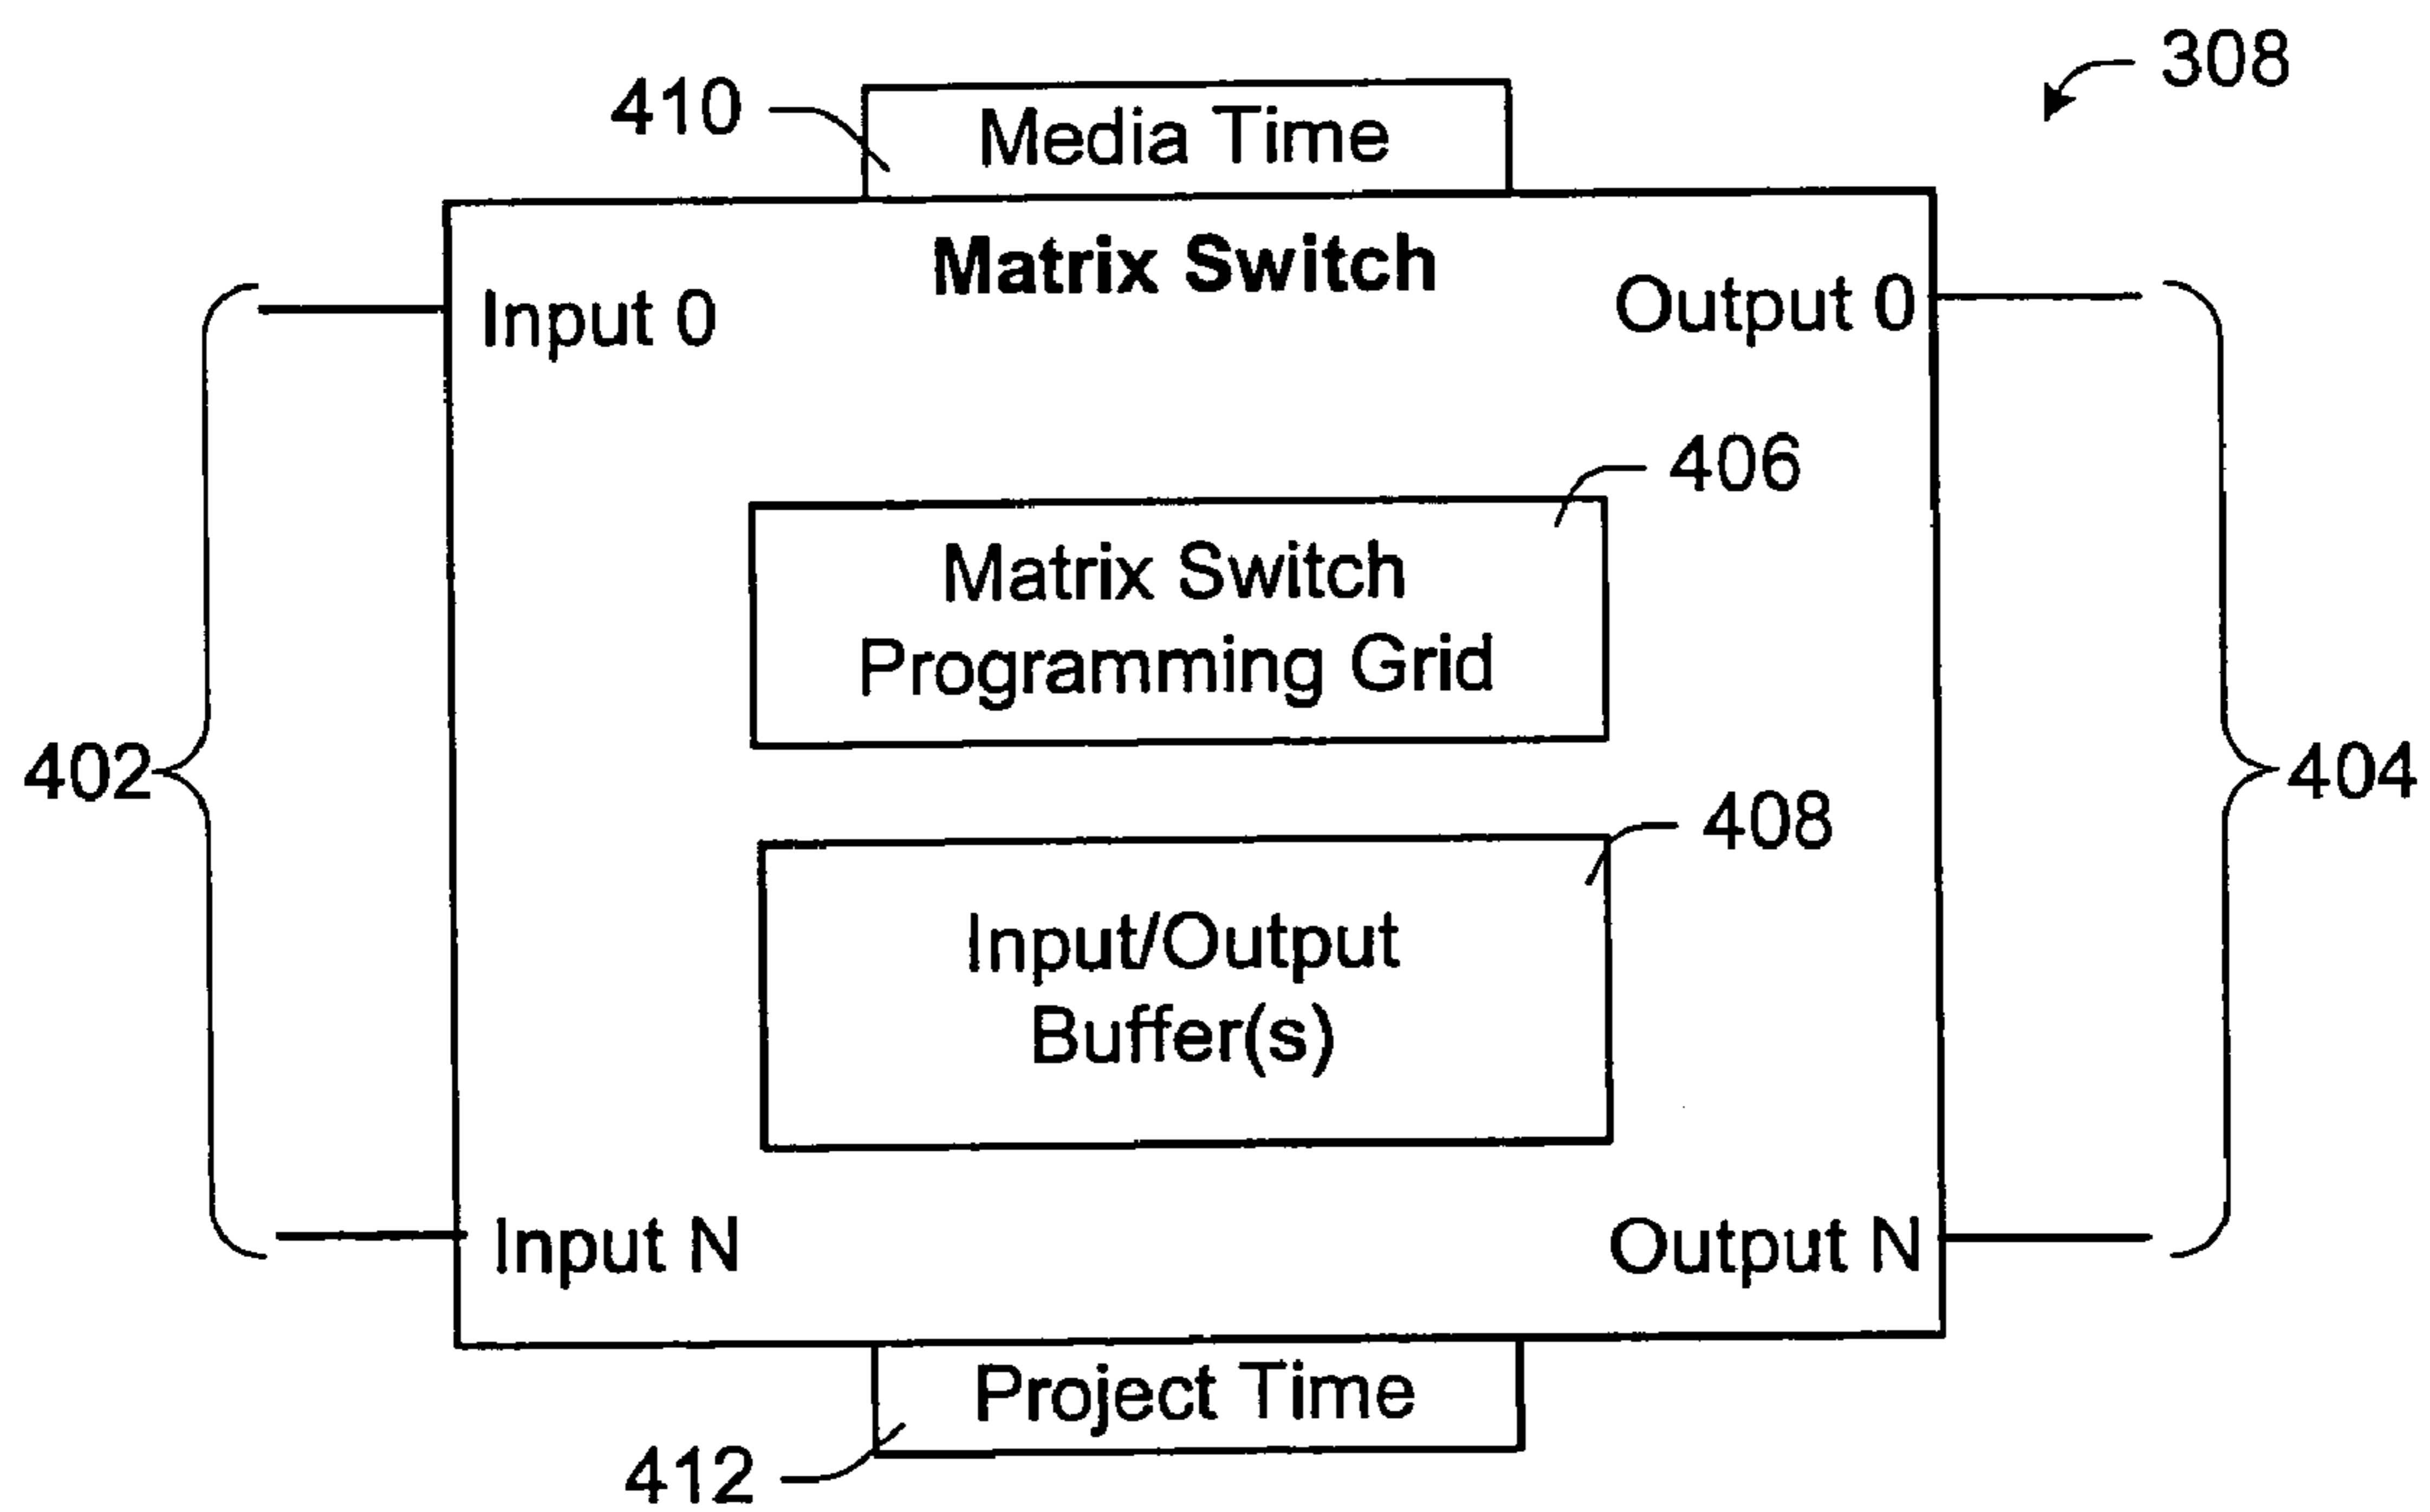 308
410
Media Time
Matrix Switch
Input 0
Output 0
406
Matrix Switch
Programming Grid
402
404
408
Input/Output
Buffer(s)
Input N
Output N
Project Time
412